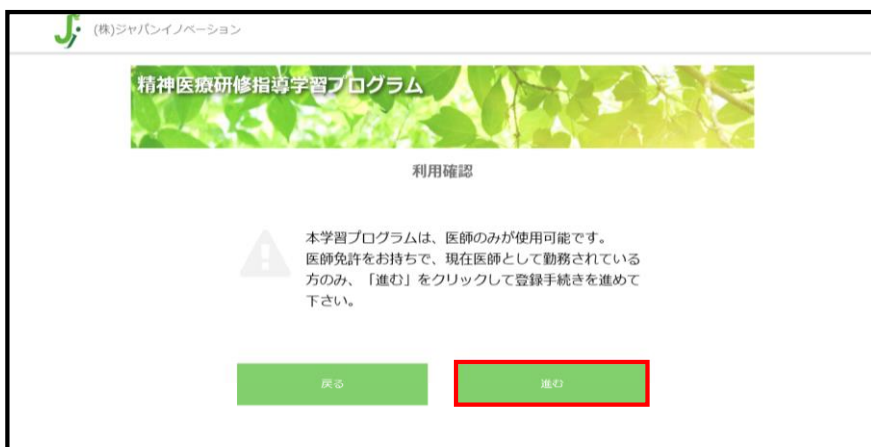 (株)ジャパンイノベーション
精神医療研修指導学習プログラム
利用確認
本学習プログラムは、医師のみが使用可能です。
医師免許をお持ちで、現在医師として勤務されている
方のみ、「進む」をクリックして登録手続きを進めて
下さい。
戻る
進む